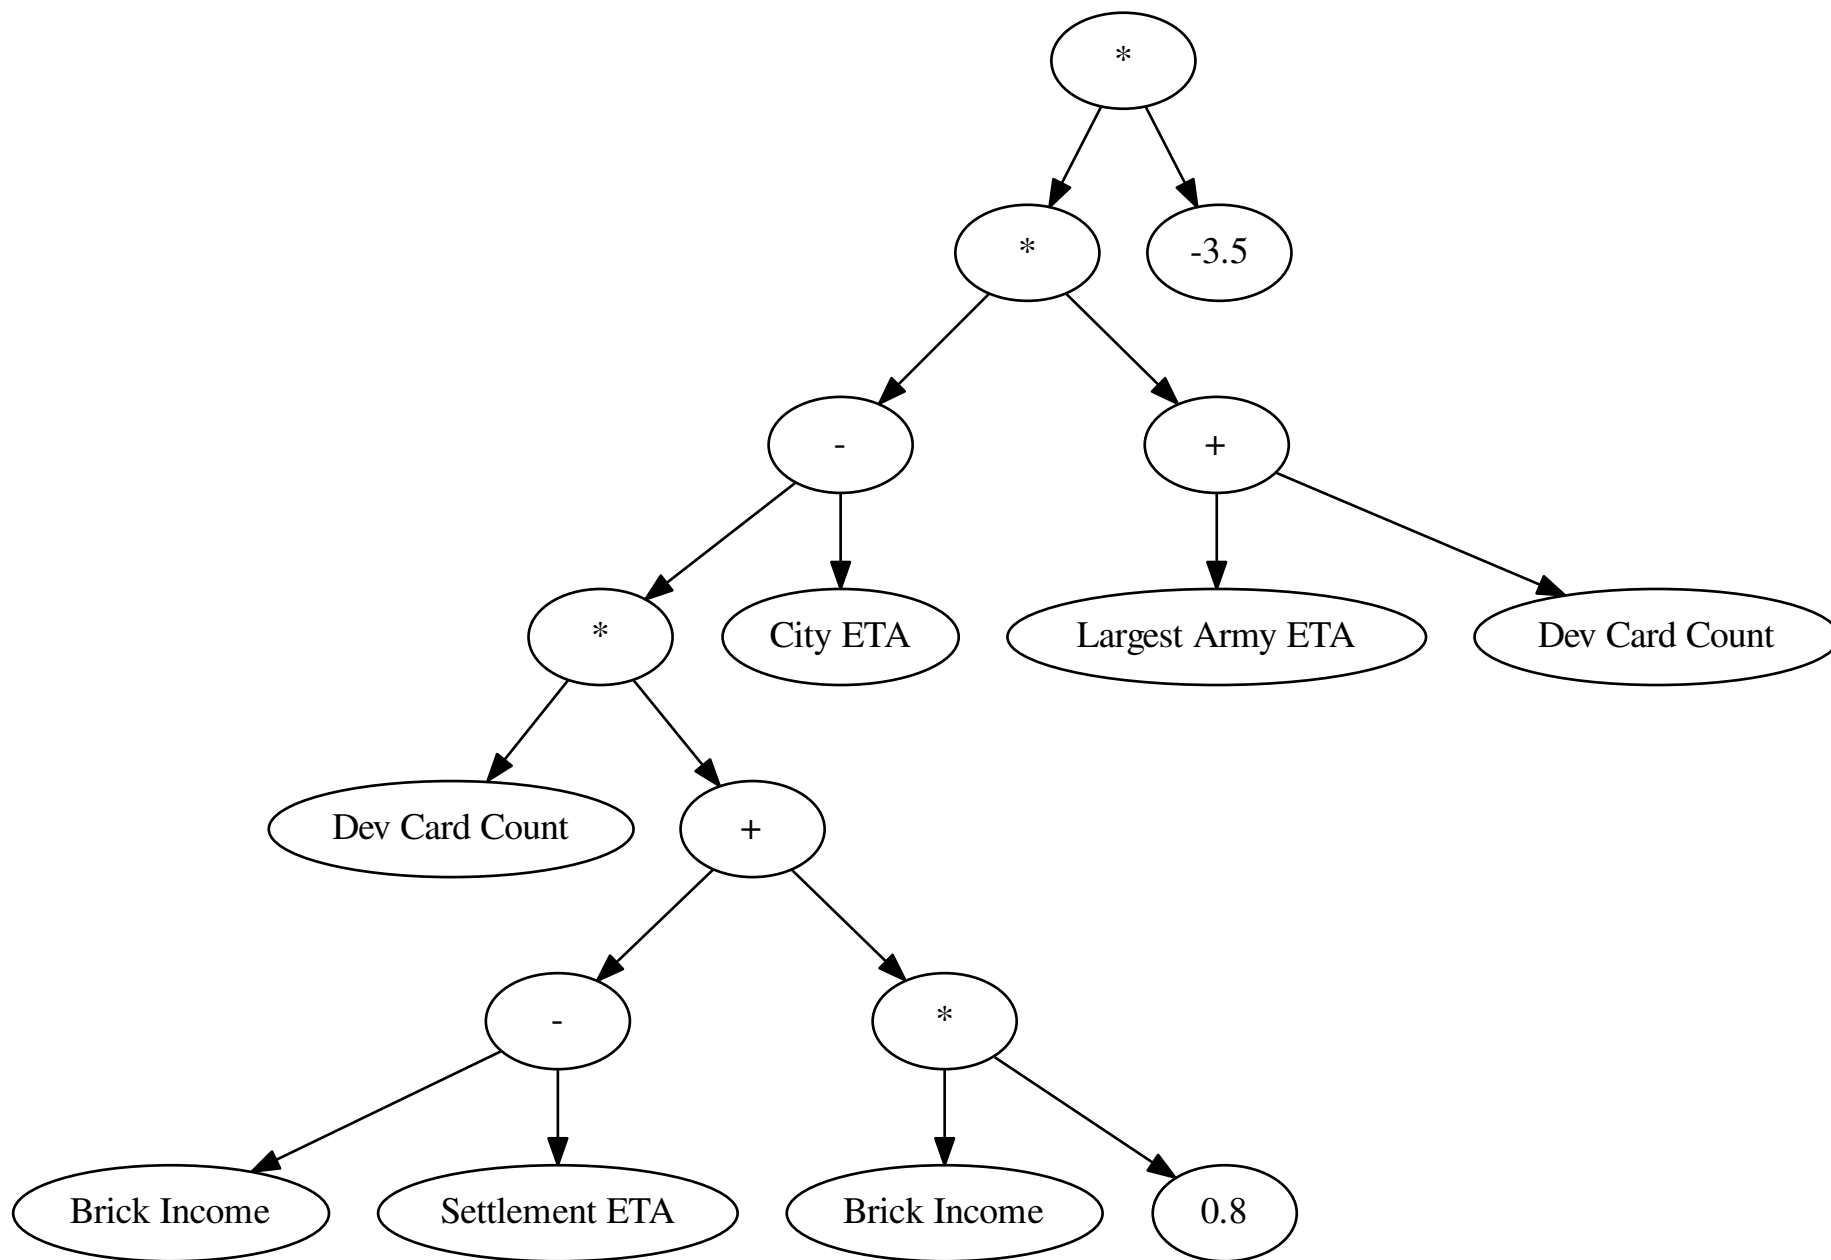 *
*
-3.5
-
+
*
City ETA
Largest Army ETA
Dev Card Count
Dev Card Count
+
-
*
Brick Income
Settlement ETA
Brick Income
0.8